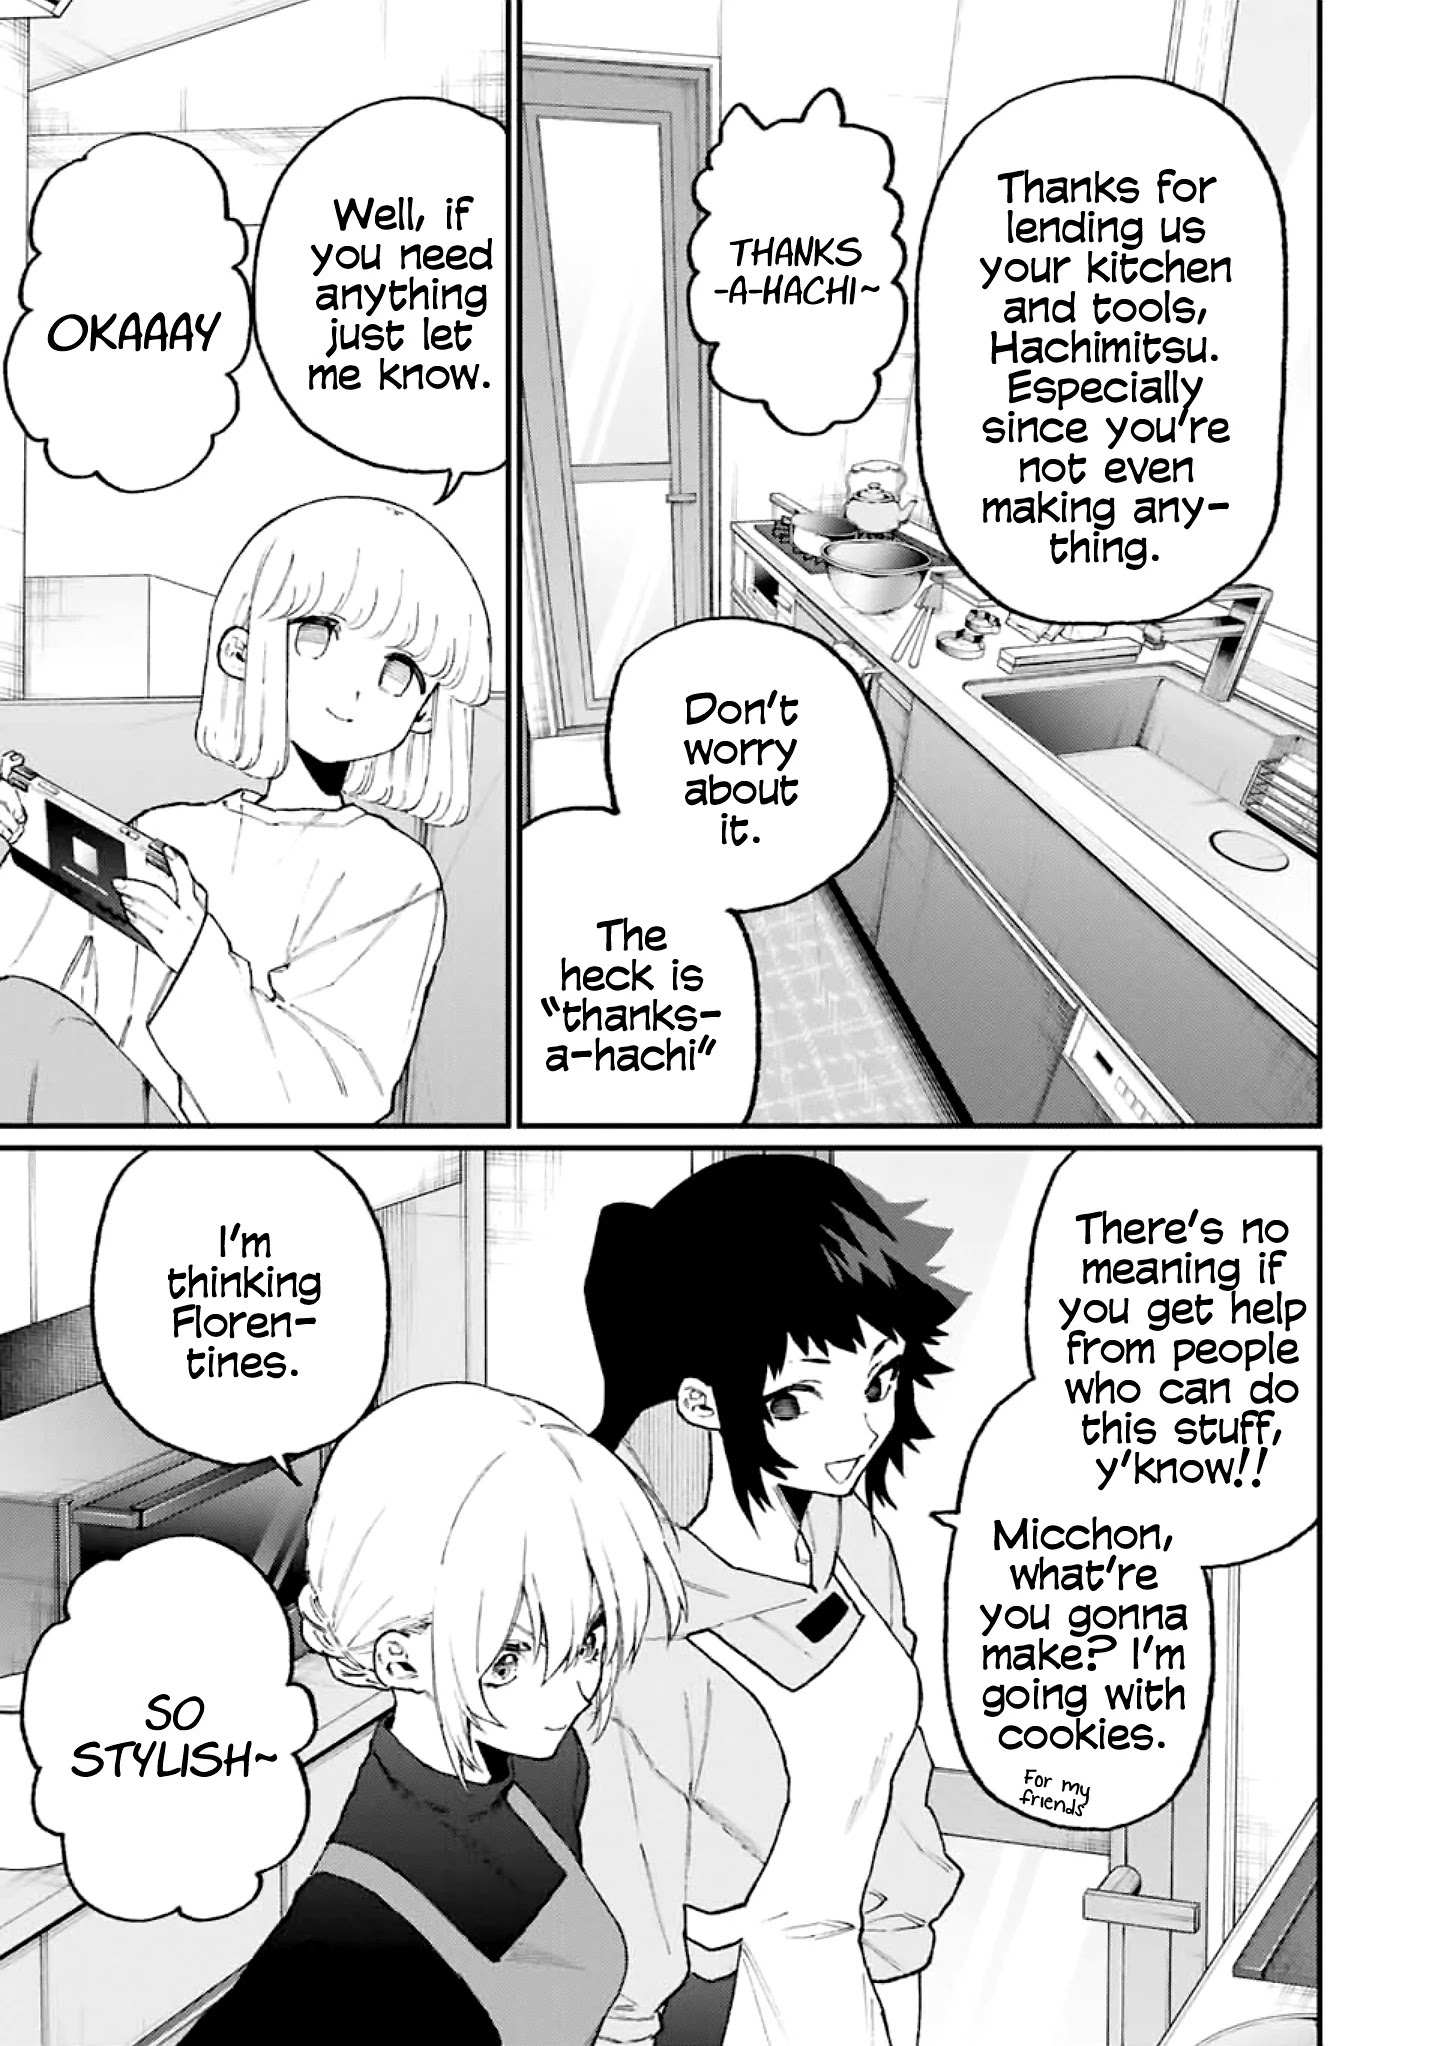 Thanks for
lending us
your kitchen
and tools,
Hachimitsu.
Especially
since you're
not even
making any-
thing.
THANKS
-A-HACHI~
Don't
worry
about
it.
The
heck is
"thanks-
a-hachi"
Well, if
you need
anything
just let
me know.
OKAAAY
There's no
meaning if
you get help
from people
who can do
this stuff,
y'know!!
Micchon,
what're
you gonna
make? I'm
going with
cookies.
For my
friends
I'm
thinking
Floren-
tines.
SO
STYLISH~